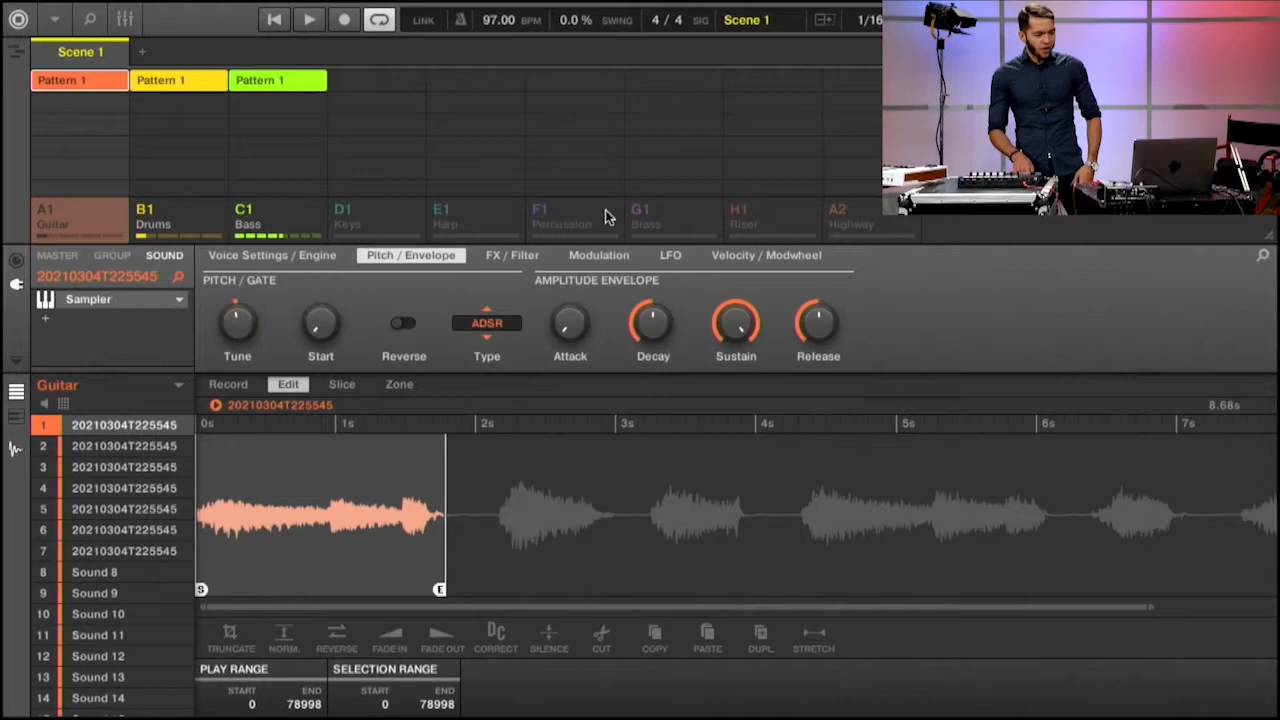 LINK 97.00 BPM 0.0% SWING 4 / 4 SIG Scene 1 1/16
Scene 1 +
Pattern 1 Pattern 1 Pattern 1
A1 B1 C1 D1 E1 F1 G1 H1 A2
Guitar Drums Bass Keys Harp Percussion Brass Riser Highway
MASTER GROUP SOUND Voice Settings / Engine Pitch / Envelope FX / Filter Modulation LFO Velocity / Modwheel
20210304T225545 PITCH / GATE AMPLITUDE ENVELOPE
Sampler
+
ADSR
Tune Start Reverse Type Attack Decay Sustain Release
Guitar Record Edit Slice Zone
20210304T225545 8.68s
1 20210304T225545 0s 1s 2s 3s 4s 5s 6s 7s
2 20210304T225545
3 20210304T225545
4 20210304T225545
5 20210304T225545
6 20210304T225545
7 20210304T225545
8 Sound 8
9 Sound 9 S E
10 Sound 10
11 Sound 11
DC
TRUNCATE NORM. REVERSE FADE IN FADE OUT CORRECT SILENCE CUT COPY PASTE DUPL. STRETCH
12 Sound 12
13 Sound 13 PLAY RANGE SELECTION RANGE
START END START END
14 Sound 14 0 78998 0 78998